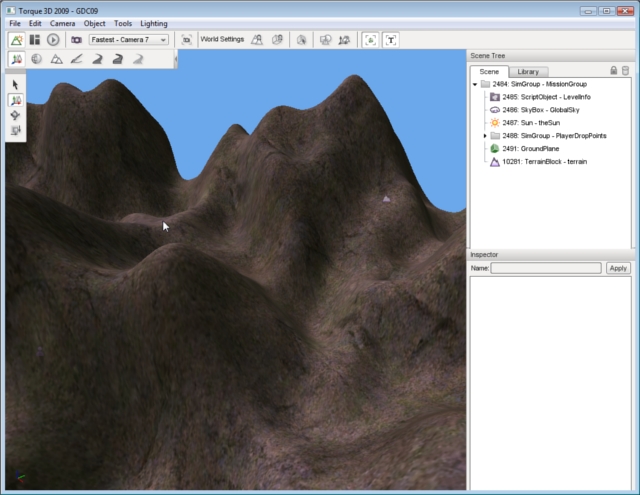 Torque 3D 2009 - GDC09
File Edit Camera Object Tools Lighting
Fastest - Camera 7 World Settings T
Scene Tree
Scene Library
2484: SimGroup - MissionGroup
2485: ScriptObject - LevelInfo
2486: SkyBox - GlobalSky
2487: Sun - theSun
2488: SimGroup - PlayerDropPoints
2491: GroundPlane
10281: TerrainBlock - terrain
Inspector
Name: Apply